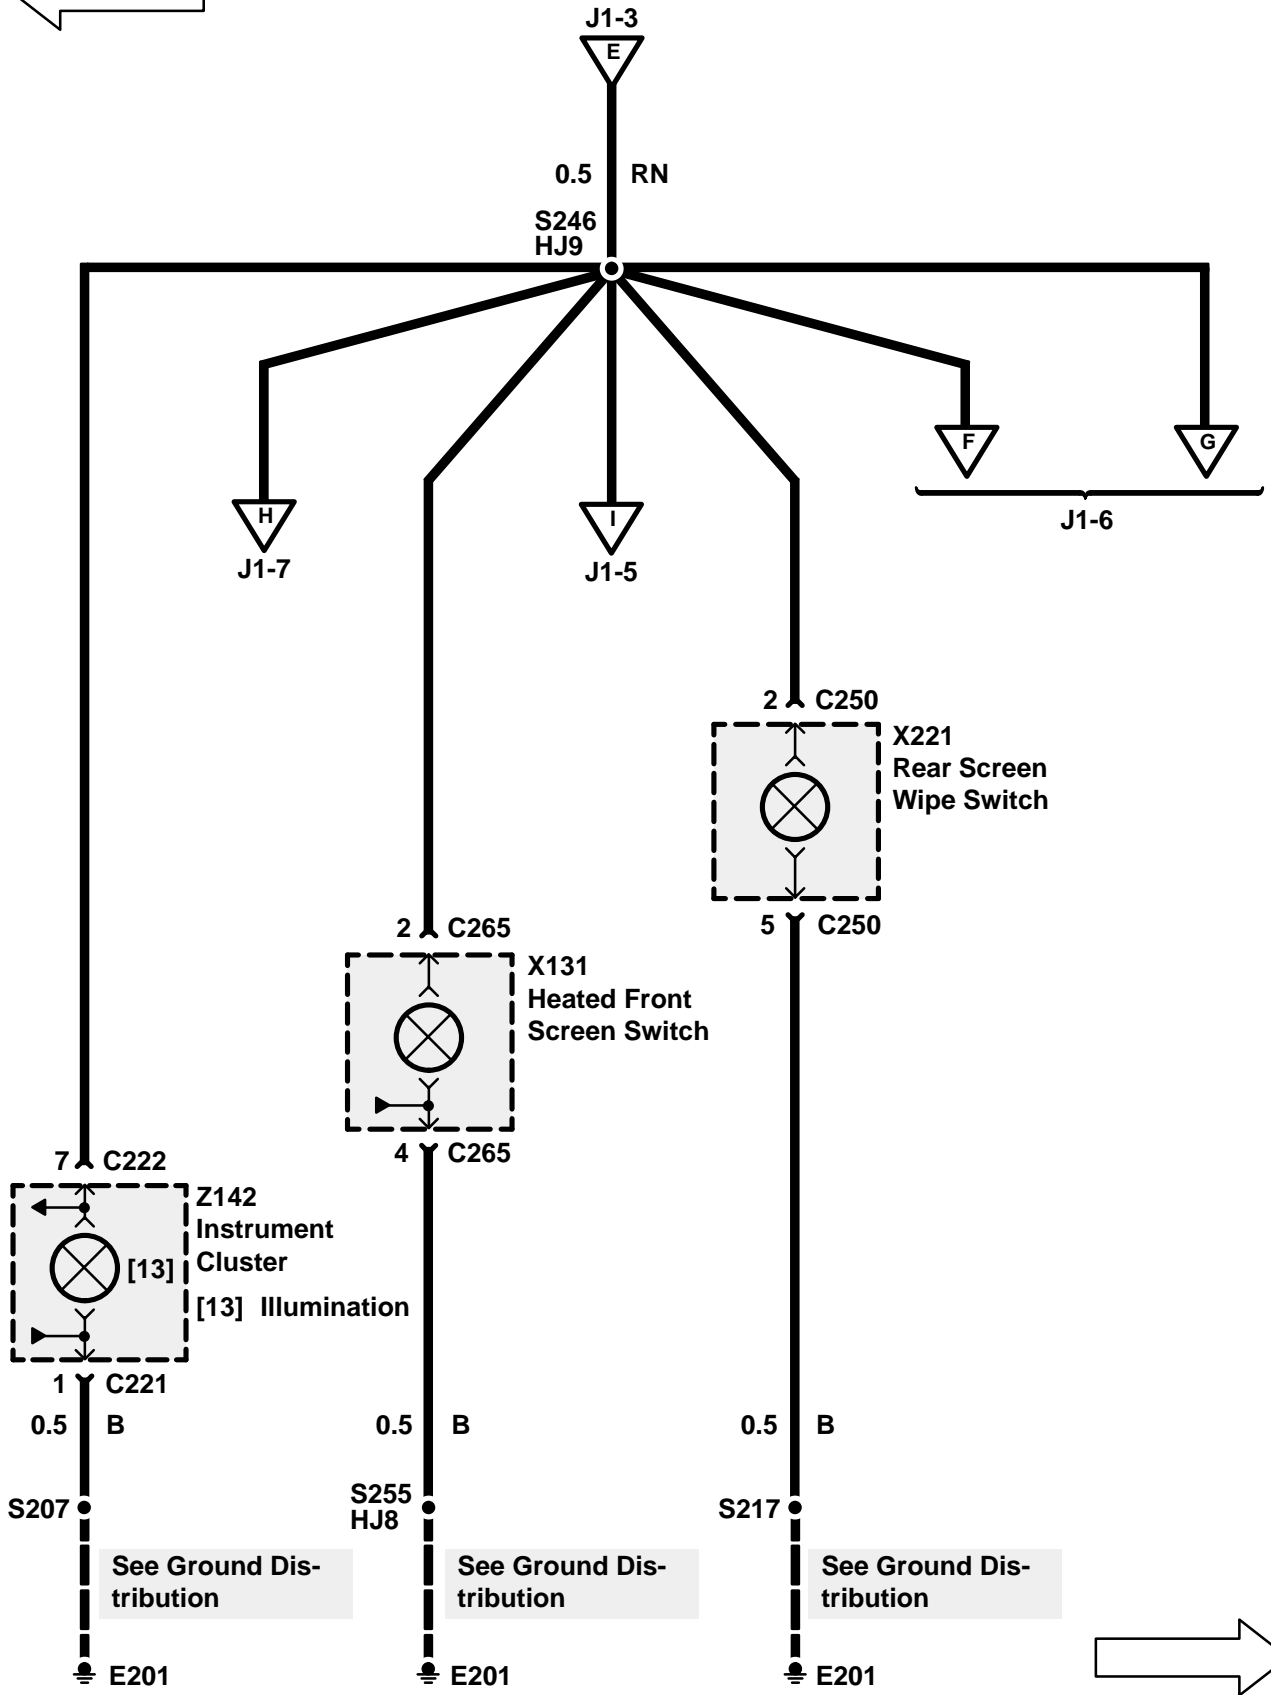 J1-3
E
0.5 RN
S246
HJ9
F G
H I
J1-6
J1-7 J1-5
2 C250
X221
Rear Screen
Wipe Switch
2 C265 5 C250
X131
Heated Front
Screen Switch
7 C222 4 C265
Z142
Instrument
Cluster
[13]
[13] Illumination
1 C221
0.5 B 0.5 B 0.5 B
S207 S255
HJ8 S217
See Ground Dis-
tribution
See Ground Dis-
tribution
See Ground Dis-
tribution
E201 E201 E201